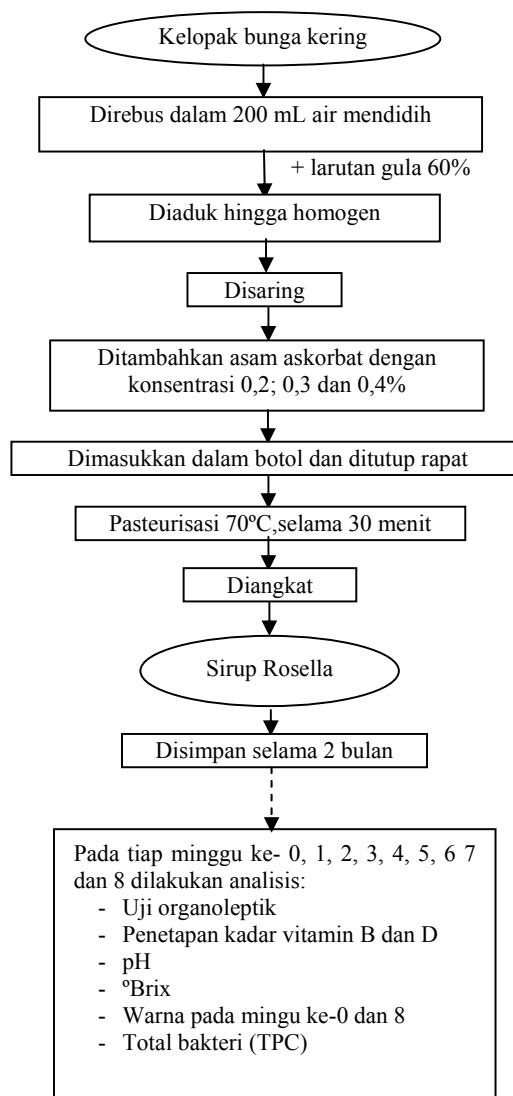 Kelopak bunga kering
Direbus dalam 200 mL air mendidih
+ larutan gula 60%
Diaduk hingga homogen
Disaring
Ditambahkan asam askorbat dengan
konsentrasi 0,2; 0,3 dan 0,4%
Dimasukkan dalam botol dan ditutup rapat
Pasteurisasi 70ºC,selama 30 menit
Diangkat
Sirup Rosella
Disimpan selama 2 bulan
Pada tiap minggu ke- 0, 1, 2, 3, 4, 5, 6 7
dan 8 dilakukan analisis:
- Uji organoleptik
- Penetapan kadar vitamin B dan D
- pH
- ºBrix
- Warna pada mingu ke-0 dan 8
- Total bakteri (TPC)